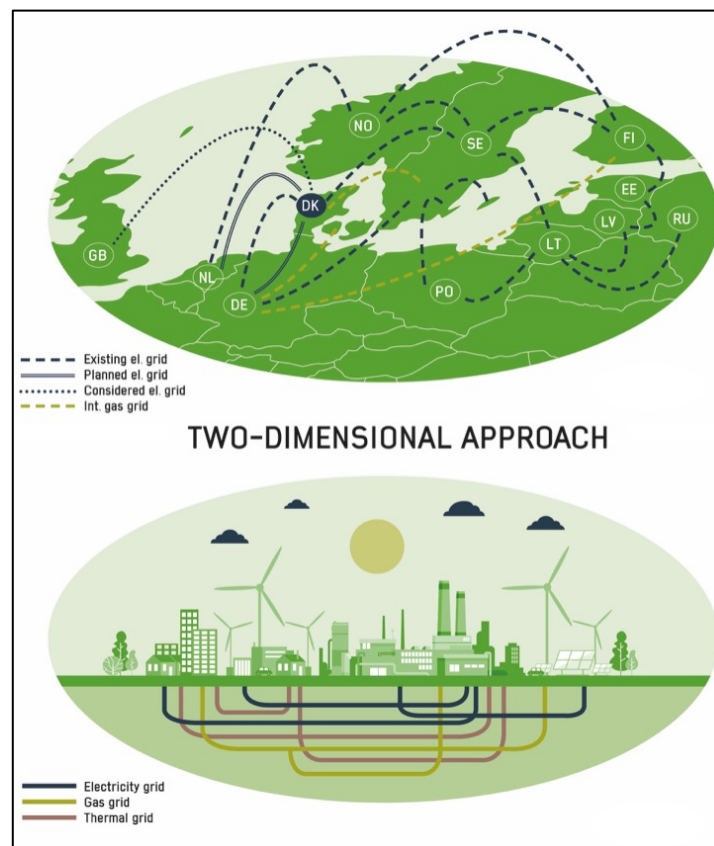 NO
SE
FI
DK
EE
LV
RU
GB
LT
NL
DE
PO
Existing el. grid
Planned el. grid
Considered el. grid
Int. gas grid
TWO-DIMENSIONAL APPROACH
Electricity grid
Gas grid
Thermal grid